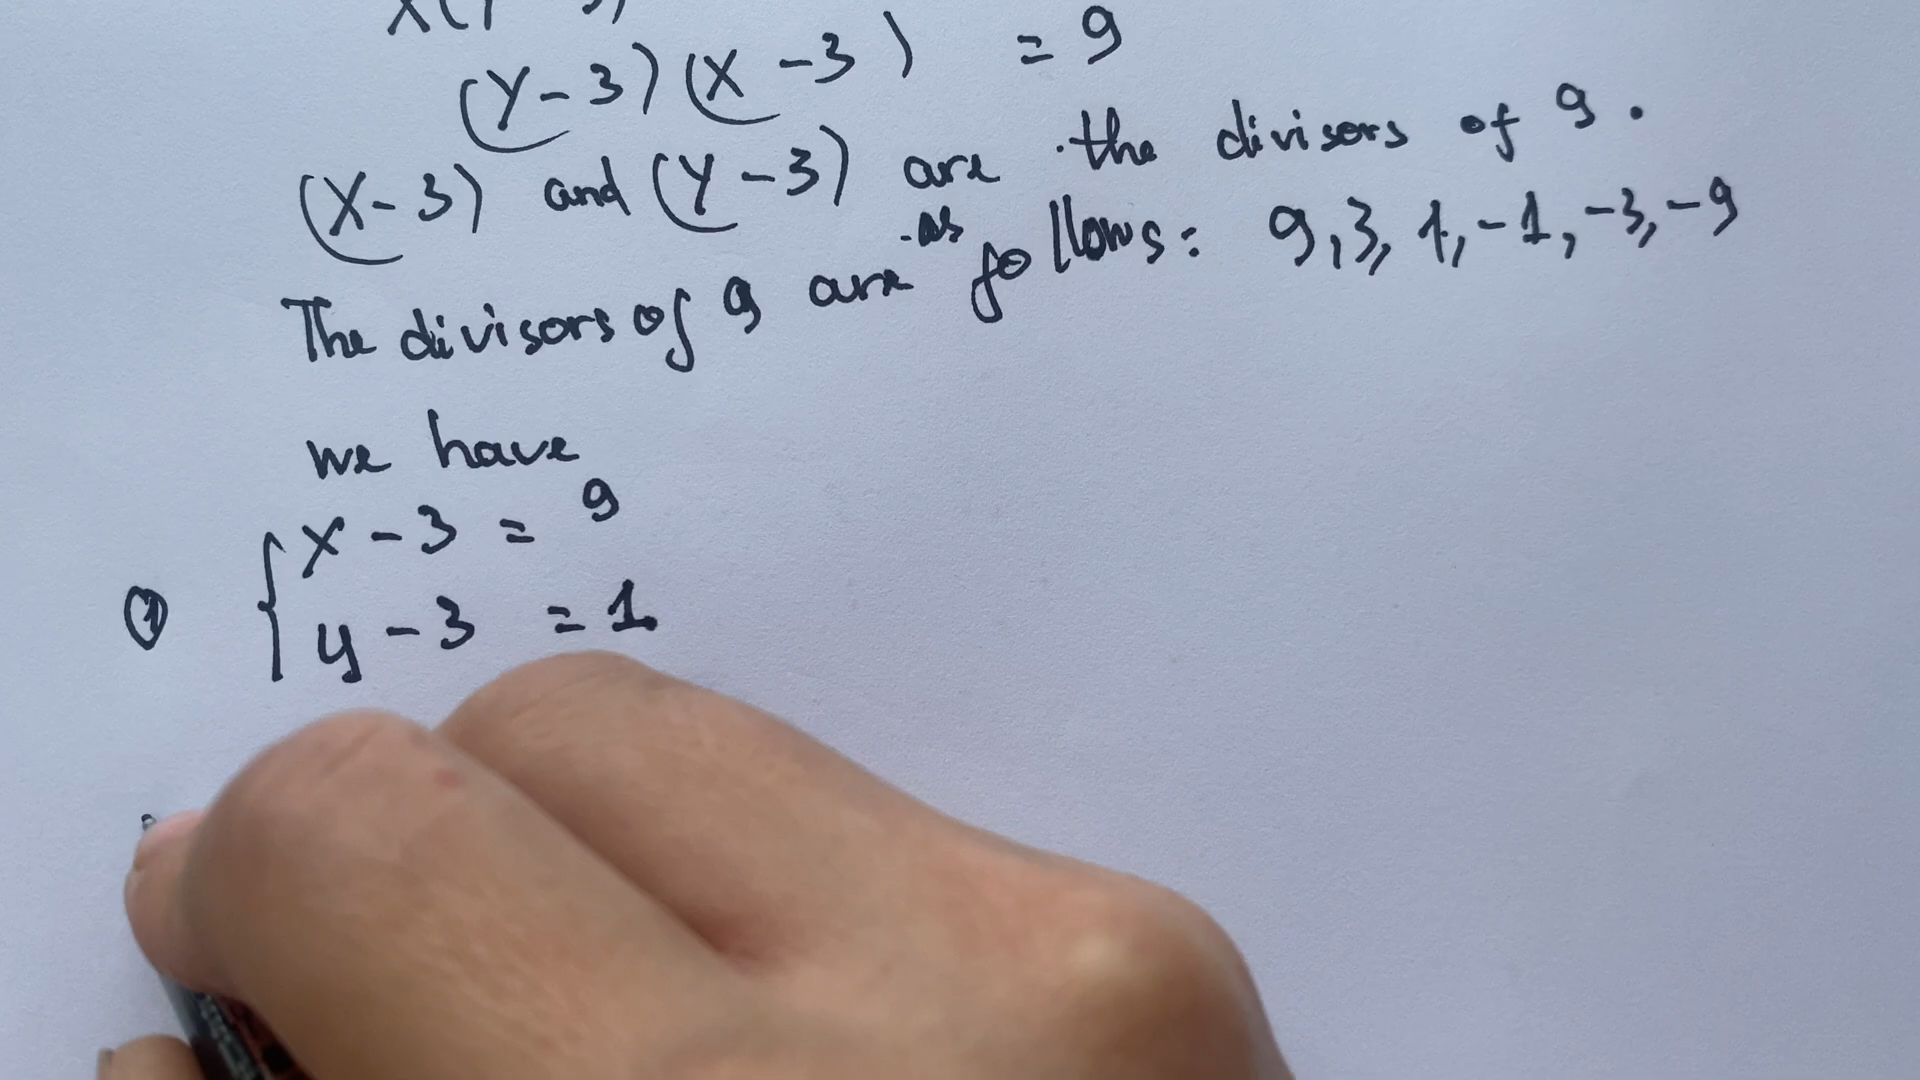 (Y-3)(X-3) = 9
(X-3) and (Y-3) are the divisors of 9.
The divisors of 9 are as follows: 9,3,1,-1,-3,-9
we have
① { x - 3 = 9
y - 3 = 1